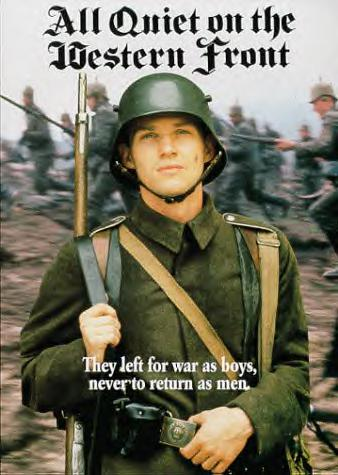 All Quiet on the
Western Front
They left for war as boys,
never to return as men.